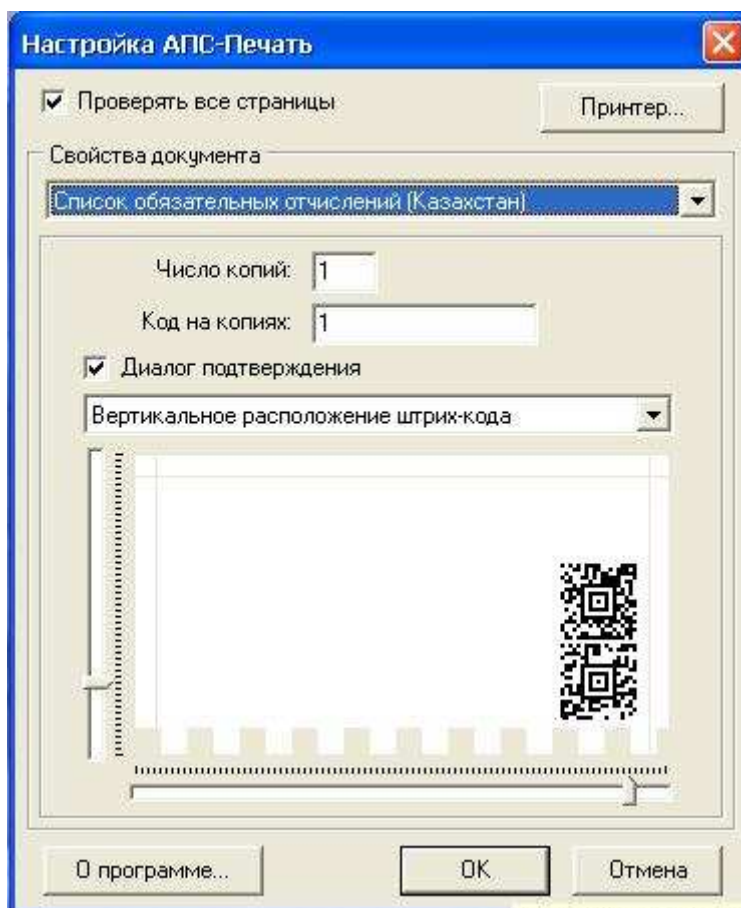 Настройка АПС-Печать
Проверять все страницы
Принтер...
Свойства документа
Список обязательных отчислений (Казахстан)
Число копий: 1
Код на копиях: 1
Диалог подтверждения
Вертикальное расположение штрих-кода
О программе... OK Отмена